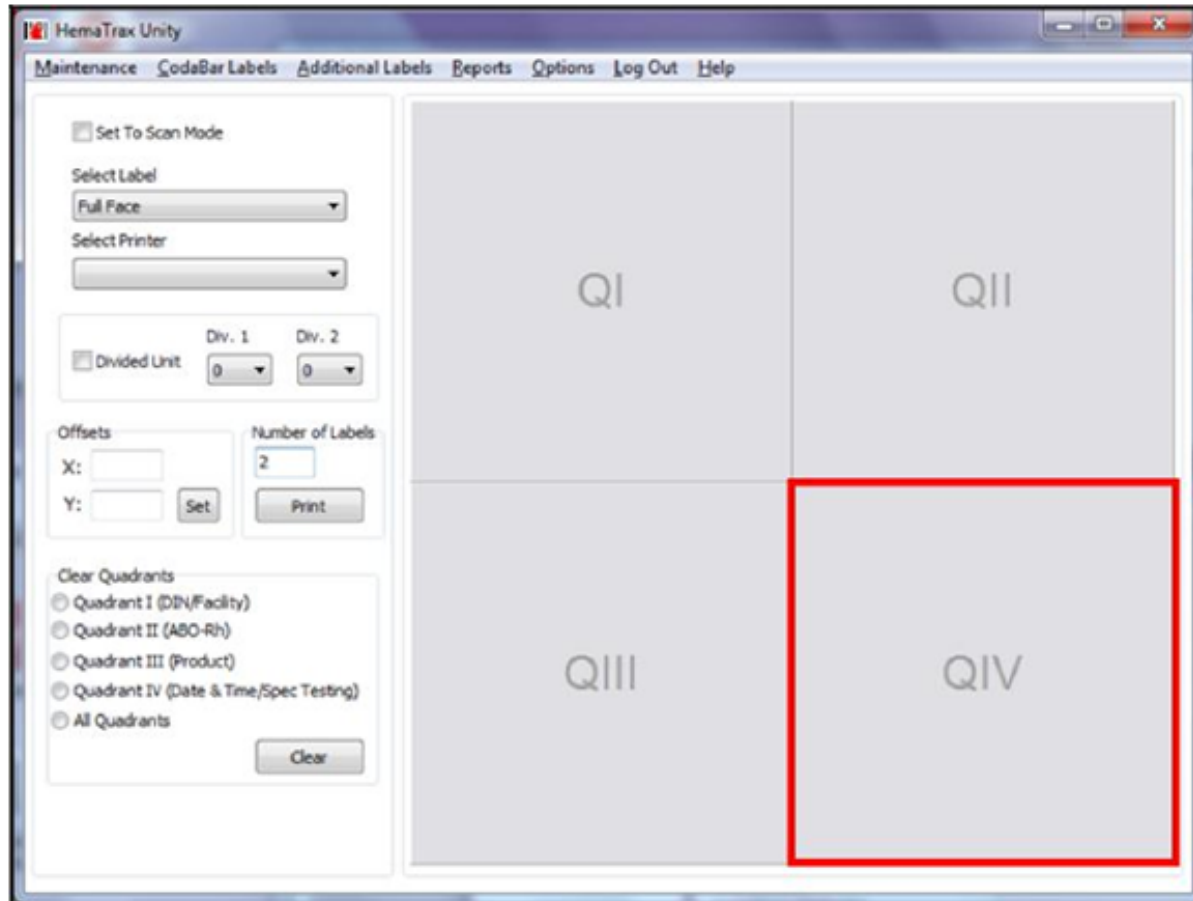 HemaTrax Unity
Maintenance CodaBar Labels Additional Labels Reports Options Log Out Help
Set To Scan Mode
Select Label
Full Face
Select Printer
Div. 1 Div. 2
Divided Unit 0 0
Offsets
X:
Y: Set
Number of Labels
2
Print
Clear Quadrants
Quadrant I (DIN/Facility)
Quadrant II (ABO-Rh)
Quadrant III (Product)
Quadrant IV (Date & Time/Spec Testing)
All Quadrants
Clear
QI QII
QIII QIV